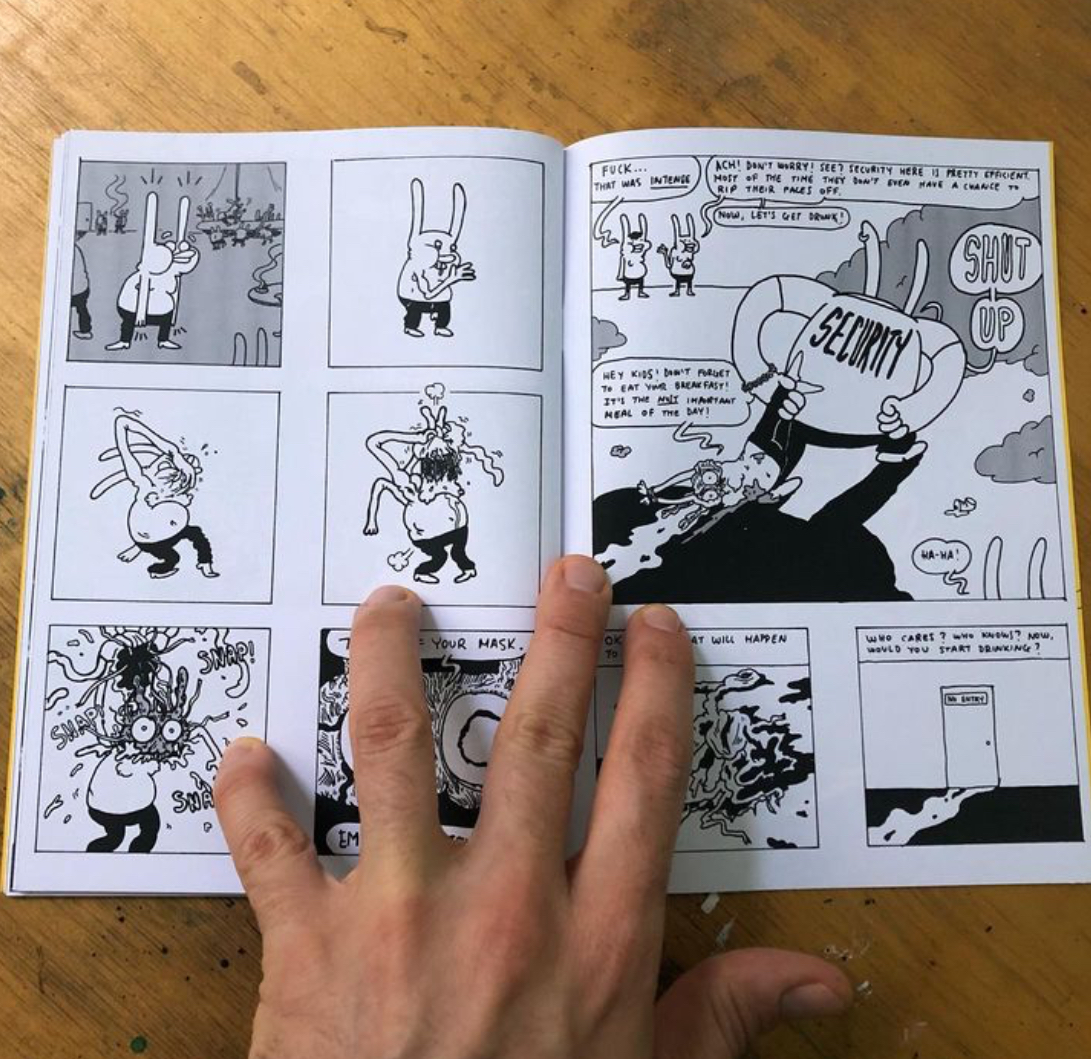 SNAP!
SNAP!
SNA
= YOUR MASK.
FUCK...
THAT WAS INTENSE
ACH! DON'T WORRY! SEE? SECURITY HERE IS PRETTY EFFICIENT.
MOST OF THE TIME THEY DON'T EVEN HAVE A CHANCE TO
RIP THEIR FACES OFF.
NOW, LET'S GET DRUNK!
SHUT
UP
SECURITY
HEY KIDS! DON'T FORGET
TO EAT YOUR BREAKFAST!
IT'S THE MOST IMPORTANT
MEAL OF THE DAY!
HA-HA!
WILL HAPPEN
TO
WHO CARES? WHO KNOWS? NOW,
WOULD YOU START DRINKING?
NO ENTRY